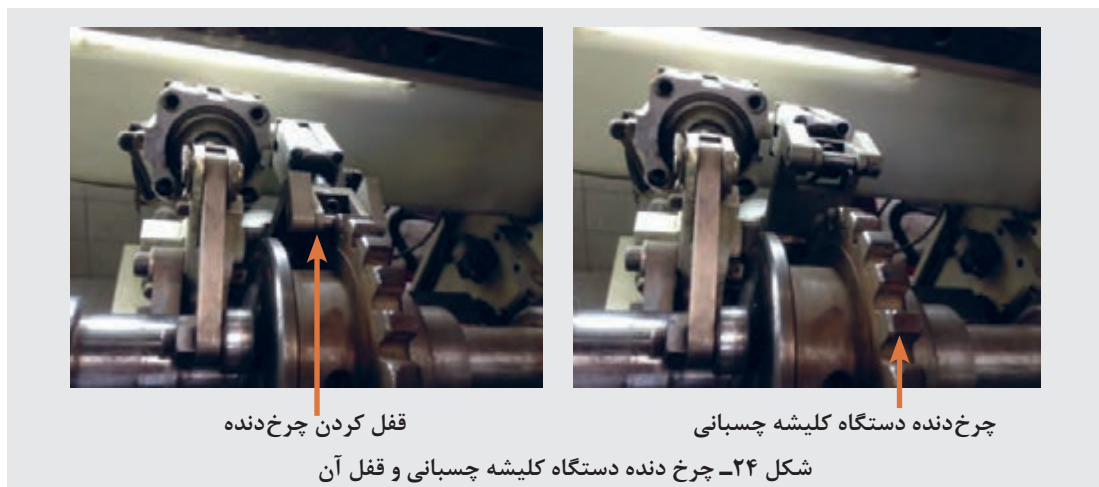 چرخ‌دنده دستگاه کلیشه چسبانی
قفل کردن چرخ‌دنده
شکل ۲۴ـ چرخ دنده دستگاه کلیشه چسبانی و قفل آن